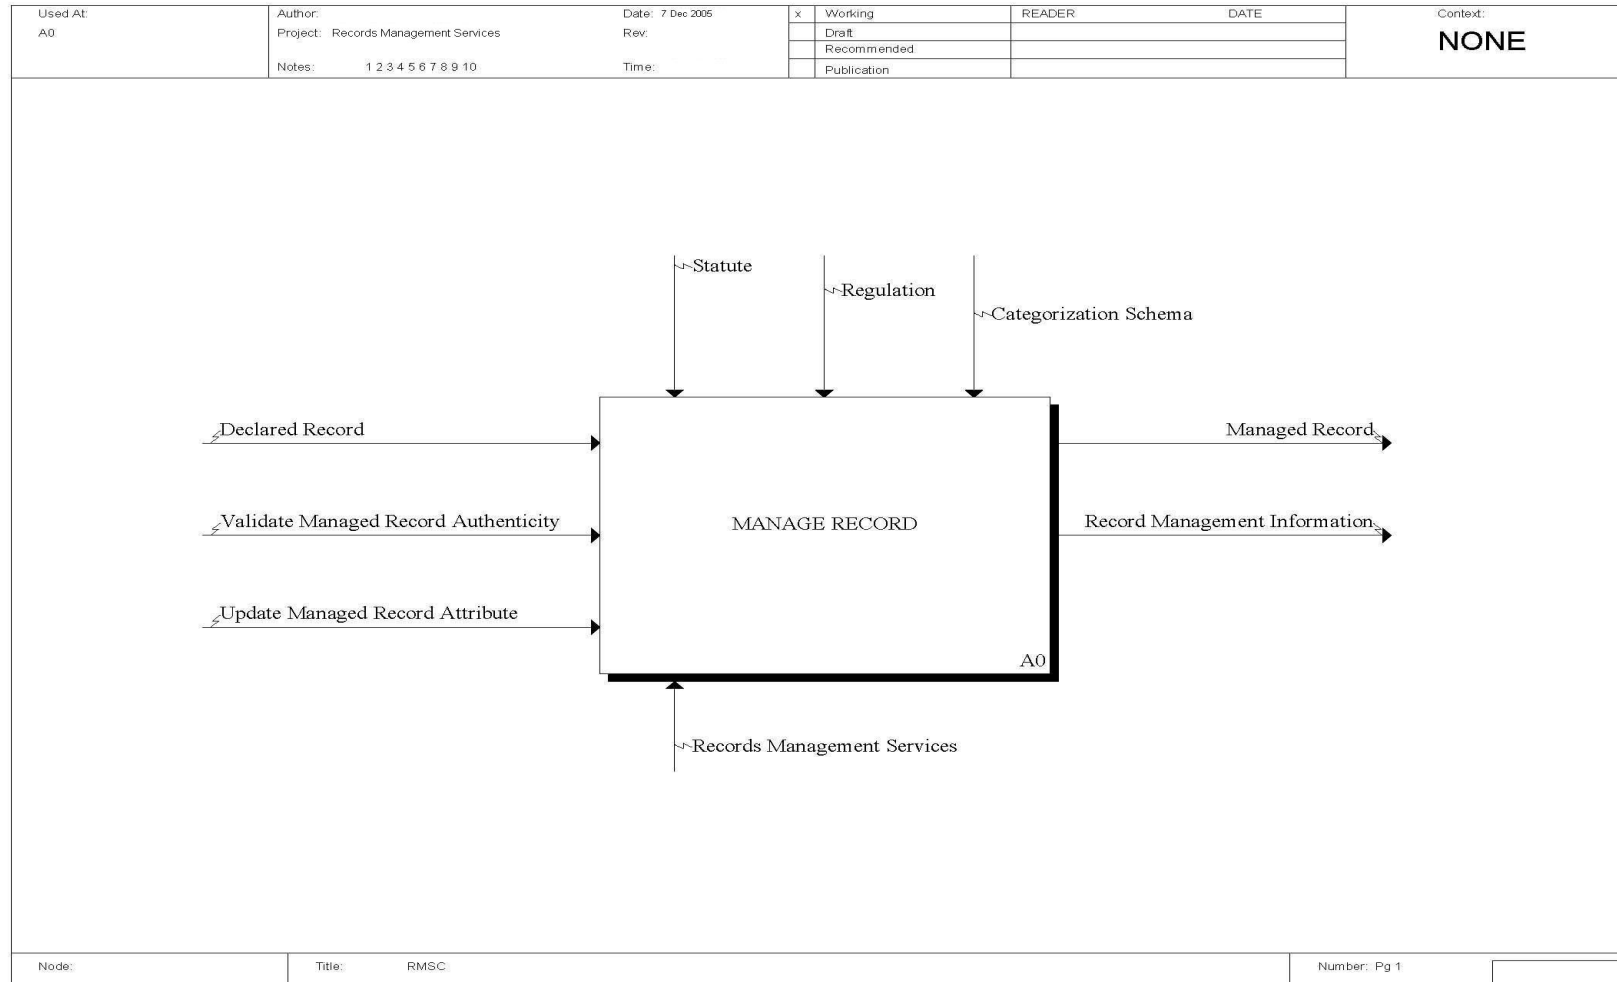 Used At: Author: Date: 7 Dec 2005 x Working READER DATE Context:
A0 Project: Records Management Services Rev: Draft NONE
Recommended
Notes: 1 2 3 4 5 6 7 8 9 10 Time: Publication
Statute
Regulation
Categorization Schema
Declared Record
Managed Record
Validate Managed Record Authenticity
MANAGE RECORD
Record Management Information
Update Managed Record Attribute
A0
Records Management Services
Node: Title: RMSC Number: Pg 1